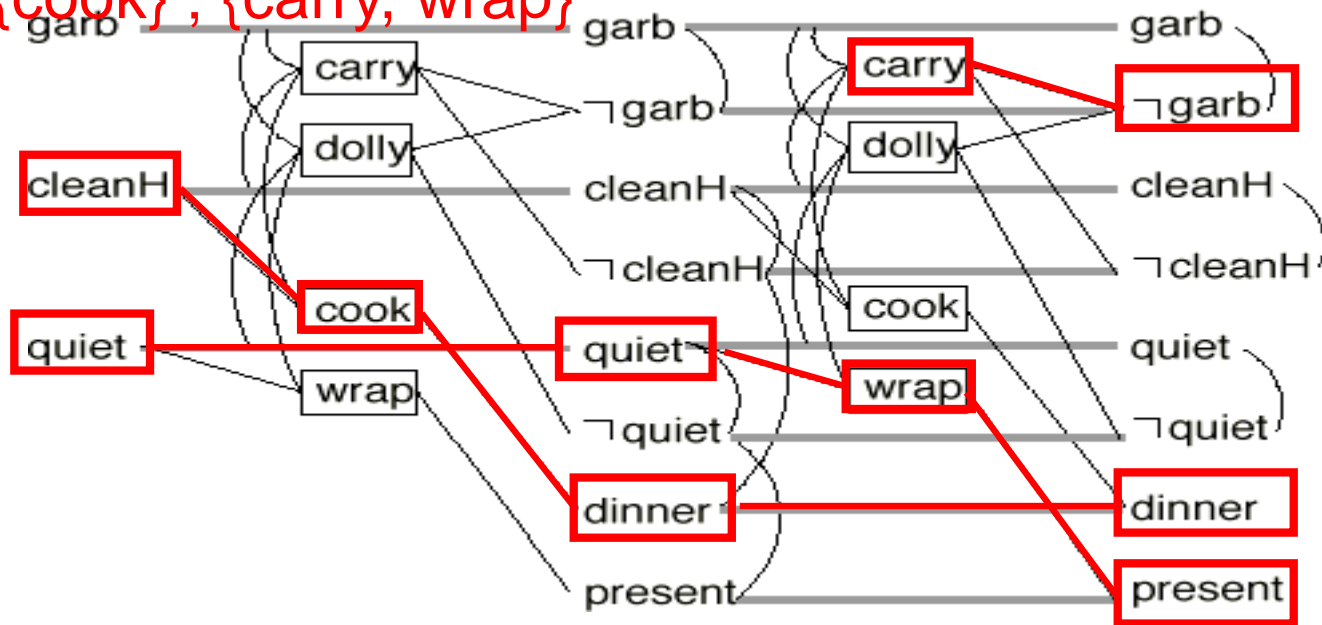 {cook} , {carry, wrap}
garb garb garb
carry carry
¬ garb ¬ garb
dolly dolly
cleanH cleanH cleanH
¬ cleanH ¬ cleanH
cook cook
quiet quiet quiet
wrap wrap
¬ quiet ¬ quiet
dinner dinner
present present